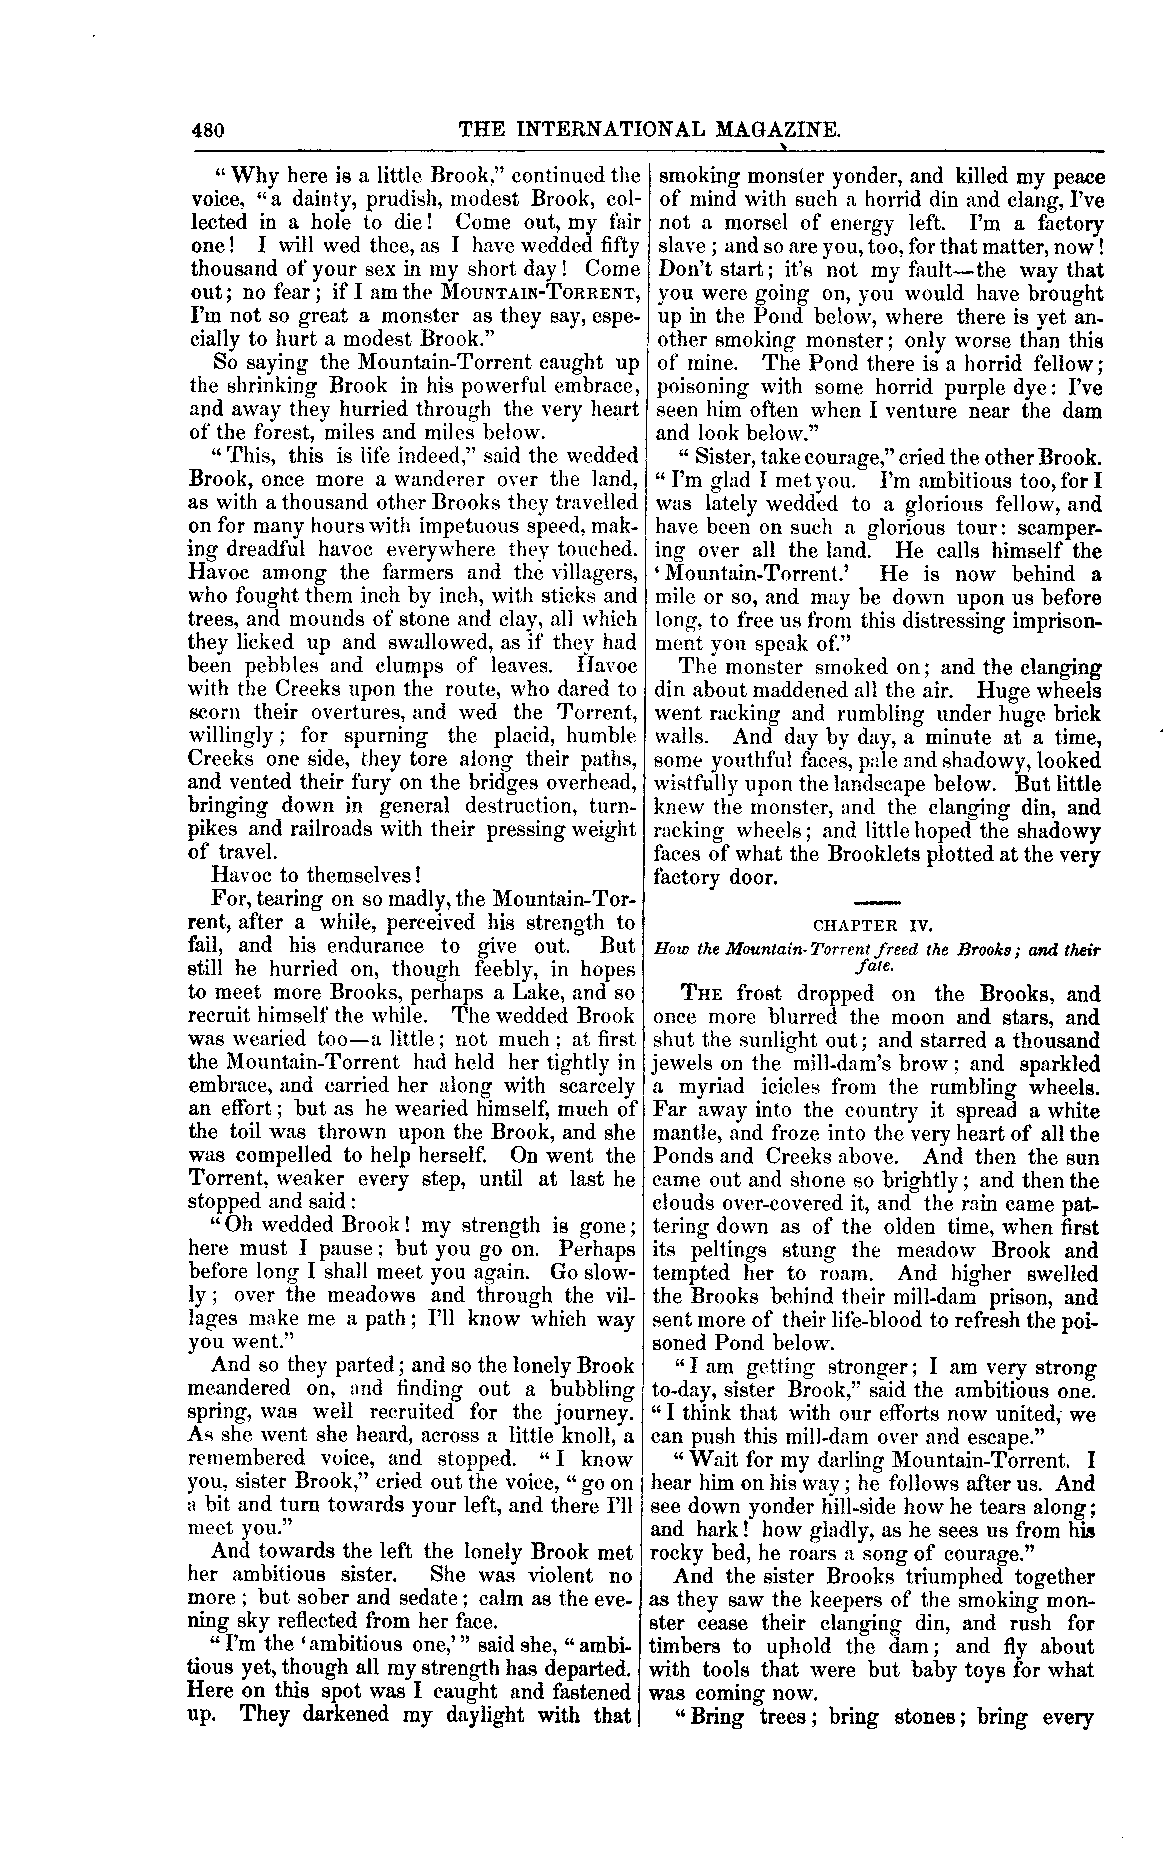 480 THE INTERNATIONAL MAGAZINE.
“Why here is a little Brook,” continued the
voice, “a dainty, prudish, modest Brook, col-
lected in a hole to die! Come out, my fair
one! I will wed thee, as I have wedded fifty
thousand of your sex in my short day! Come
out; no fear; if I am the MOUNTAIN-TORRENT,
I’m not so great a monster as they say, espe-
cially to hurt a modest Brook.”
So saying the Mountain-Torrent caught up
the shrinking Brook in his powerful embrace,
and away they hurried through the very heart
of the forest, miles and miles below.
“This, this is life indeed,” said the wedded
Brook, once more a wanderer over the land,
as with a thousand other Brooks they travelled
on for many hours with impetuous speed, mak-
ing dreadful havoc everywhere they touched.
Havoc among the farmers and the villagers,
who fought them inch by inch, with sticks and
trees, and mounds of stone and clay, all which
they licked up and swallowed, as if they had
been pebbles and clumps of leaves. Havoc
with the Creeks upon the route, who dared to
scorn their overtures, and wed the Torrent,
willingly; for spurning the placid, humble
Creeks one side, they tore along their paths,
and vented their fury on the bridges overhead,
bringing down in general destruction, turn-
pikes and railroads with their pressing weight
of travel.
Havoc to themselves!
For, tearing on so madly, the Mountain-Tor-
rent, after a while, perceived his strength to
fail, and his endurance to give out. But
still he hurried on, though feebly, in hopes
to meet more Brooks, perhaps a Lake, and so
recruit himself the while. The wedded Brook
was wearied too—a little; not much; at first
the Mountain-Torrent had held her tightly in
embrace, and carried her along with scarcely
an effort; but as he wearied himself, much of
the toil was thrown upon the Brook, and she
was compelled to help herself. On went the
Torrent, weaker every step, until at last he
stopped and said:
“Oh wedded Brook! my strength is gone;
here must I pause; but you go on. Perhaps
before long I shall meet you again. Go slow-
ly; over the meadows and through the vil-
lages make me a path; I’ll know which way
you went.”
And so they parted; and so the lonely Brook
meandered on, and finding out a bubbling
spring, was well recruited for the journey.
As she went she heard, across a little knoll, a
remembered voice, and stopped. “I know
you, sister Brook,” cried out the voice, “go on
a bit and turn towards your left, and there I’ll
meet you.”
And towards the left the lonely Brook met
her ambitious sister. She was violent no
more; but sober and sedate; calm as the eve-
ning sky reflected from her face.
“I’m the ‘ambitious one,’” said she, “ambi-
tious yet, though all my strength has departed.
Here on this spot was I caught and fastened
up. They darkened my daylight with that
smoking monster yonder, and killed my peace
of mind with such a horrid din and clang, I’ve
not a morsel of energy left. I’m a factory
slave; and so are you, too, for that matter, now!
Don’t start; it’s not my fault—the way that
you were going on, you would have brought
up in the Pond below, where there is yet an-
other smoking monster; only worse than this
of mine. The Pond there is a horrid fellow;
poisoning with some horrid purple dye: I’ve
seen him often when I venture near the dam
and look below.”
“Sister, take courage,” cried the other Brook.
“I’m glad I met you. I’m ambitious too, for I
was lately wedded to a glorious fellow, and
have been on such a glorious tour: scamper-
ing over all the land. He calls himself the
‘Mountain-Torrent.’ He is now behind a
mile or so, and may be down upon us before
long, to free us from this distressing imprison-
ment you speak of.”
The monster smoked on; and the clanging
din about maddened all the air. Huge wheels
went racking and rumbling under huge brick
walls. And day by day, a minute at a time,
some youthful faces, pale and shadowy, looked
wistfully upon the landscape below. But little
knew the monster, and the clanging din, and
racking wheels; and little hoped the shadowy
faces of what the Brooklets plotted at the very
factory door.
CHAPTER IV.
How the Mountain-Torrent freed the Brooks; and their
fate.
THE frost dropped on the Brooks, and
once more blurred the moon and stars, and
shut the sunlight out; and starred a thousand
jewels on the mill-dam’s brow; and sparkled
a myriad icicles from the rumbling wheels.
Far away into the country it spread a white
mantle, and froze into the very heart of all the
Ponds and Creeks above. And then the sun
came out and shone so brightly; and then the
clouds over-covered it, and the rain came pat-
tering down as of the olden time, when first
its peltings stung the meadow Brook and
tempted her to roam. And higher swelled
the Brooks behind their mill-dam prison, and
sent more of their life-blood to refresh the poi-
soned Pond below.
“I am getting stronger; I am very strong
to-day, sister Brook,” said the ambitious one.
“I think that with our efforts now united, we
can push this mill-dam over and escape.”
“Wait for my darling Mountain-Torrent. I
hear him on his way; he follows after us. And
see down yonder hill-side how he tears along;
and hark! how gladly, as he sees us from his
rocky bed, he roars a song of courage.”
And the sister Brooks triumphed together
as they saw the keepers of the smoking mon-
ster cease their clanging din, and rush for
timbers to uphold the dam; and fly about
with tools that were but baby toys for what
was coming now.
“Bring trees; bring stones; bring every